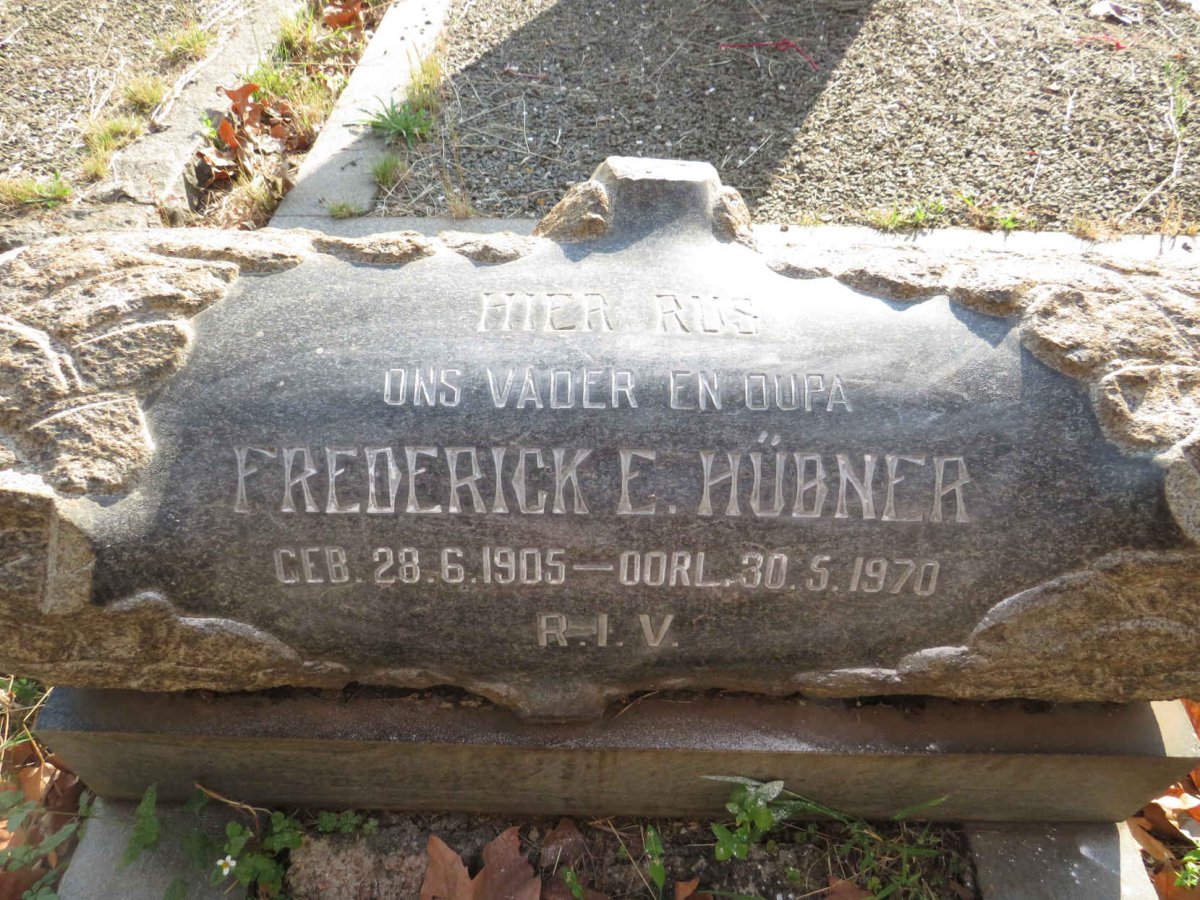 HIER RUS
ONS VADER EN OUPA
FREDERICK E. HÜBNER
GEB. 28.6.1905—OORL. 30.5.1970
R.I.V.